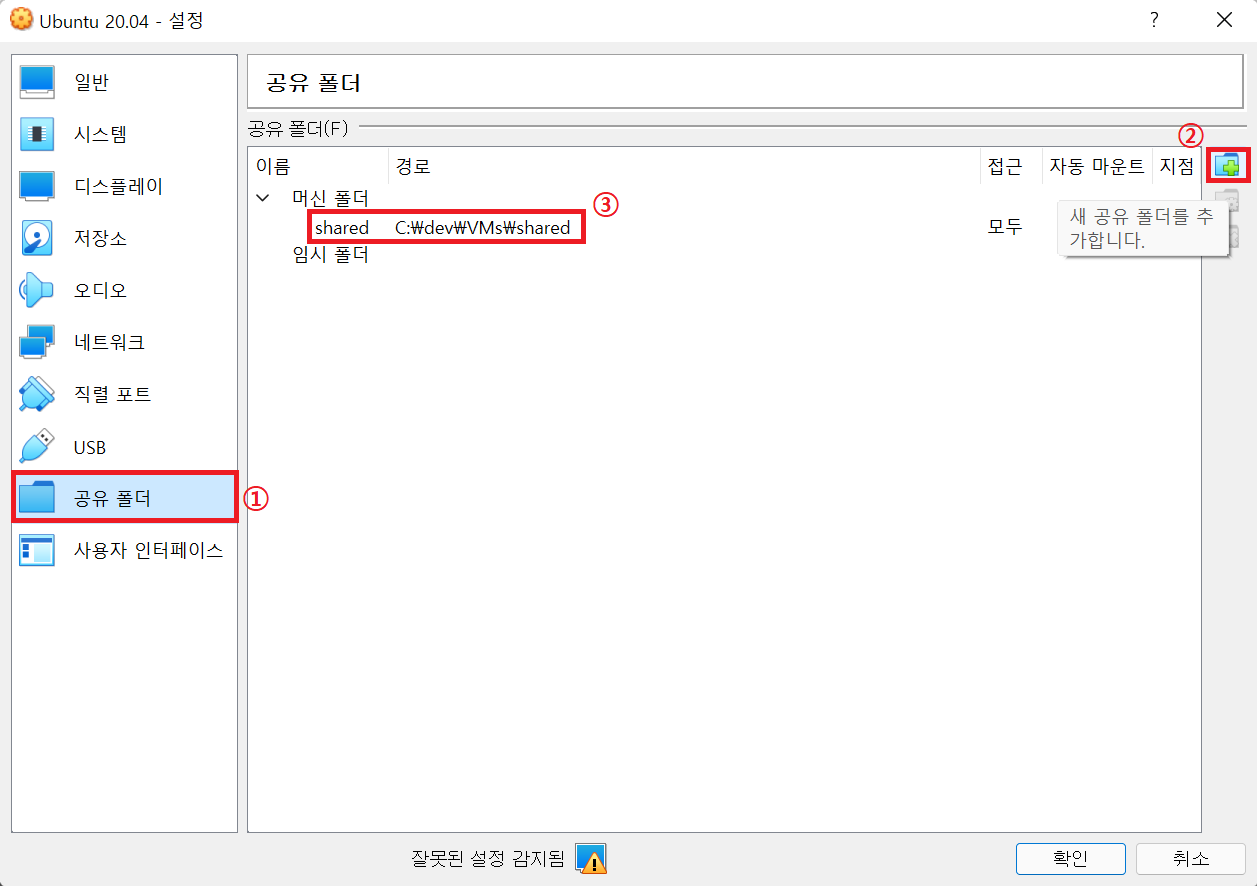 Ubuntu 20.04 - 설정
?
일반
시스템
디스플레이
저장소
오디오
네트워크
직렬 포트
USB
공유 폴더
①
사용자 인터페이스
공유 폴더
공유 폴더(F)
②
이름 경로 접근 자동 마운트 지점
머신 폴더
③
shared C:₩dev₩VMs₩shared 모두
임시 폴더
새 공유 폴더를 추
가합니다.
잘못된 설정 감지됨
확인 취소